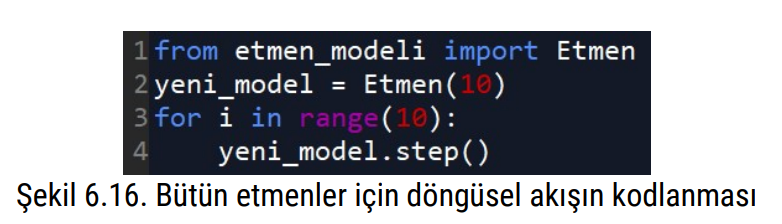 1 from etmen_modeli import Etmen
2 yeni_model = Etmen(10)
3 for i in range(10):
4     yeni_model.step()
Şekil 6.16. Bütün etmenler için döngüsel akışın kodlanması